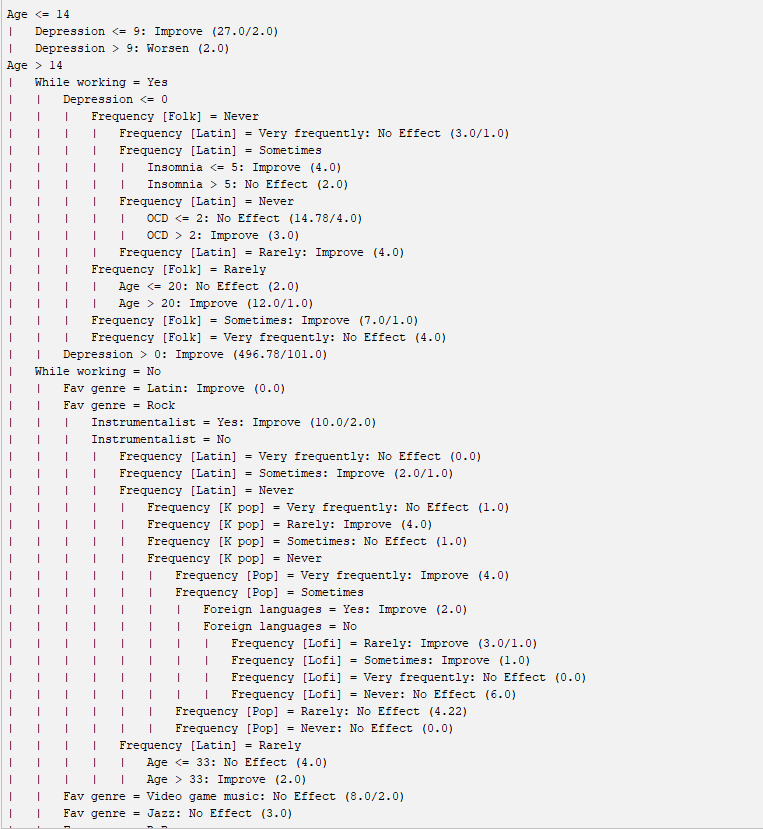 Age <= 14
|   Depression <= 9: Improve (27.0/2.0)
|   Depression > 9: Worsen (2.0)
Age > 14
|   While working = Yes
|   |   Depression <= 0
|   |   |   Frequency [Folk] = Never
|   |   |   |   Frequency [Latin] = Very frequently: No Effect (3.0/1.0)
|   |   |   |   Frequency [Latin] = Sometimes
|   |   |   |   |   Insomnia <= 5: Improve (4.0)
|   |   |   |   |   Insomnia > 5: No Effect (2.0)
|   |   |   |   Frequency [Latin] = Never
|   |   |   |   |   OCD <= 2: No Effect (14.78/4.0)
|   |   |   |   |   OCD > 2: Improve (3.0)
|   |   |   |   Frequency [Latin] = Rarely: Improve (4.0)
|   |   |   Frequency [Folk] = Rarely
|   |   |   |   Age <= 20: No Effect (2.0)
|   |   |   |   Age > 20: Improve (12.0/1.0)
|   |   |   Frequency [Folk] = Sometimes: Improve (7.0/1.0)
|   |   |   Frequency [Folk] = Very frequently: No Effect (4.0)
|   |   Depression > 0: Improve (496.78/101.0)
|   While working = No
|   |   Fav genre = Latin: Improve (0.0)
|   |   Fav genre = Rock
|   |   |   Instrumentalist = Yes: Improve (10.0/2.0)
|   |   |   Instrumentalist = No
|   |   |   |   Frequency [Latin] = Very frequently: No Effect (0.0)
|   |   |   |   Frequency [Latin] = Sometimes: Improve (2.0/1.0)
|   |   |   |   Frequency [Latin] = Never
|   |   |   |   |   Frequency [K pop] = Very frequently: No Effect (1.0)
|   |   |   |   |   Frequency [K pop] = Rarely: Improve (4.0)
|   |   |   |   |   Frequency [K pop] = Sometimes: No Effect (1.0)
|   |   |   |   |   Frequency [K pop] = Never
|   |   |   |   |   |   Frequency [Pop] = Very frequently: Improve (4.0)
|   |   |   |   |   |   Frequency [Pop] = Sometimes
|   |   |   |   |   |   |   Foreign languages = Yes: Improve (2.0)
|   |   |   |   |   |   |   Foreign languages = No
|   |   |   |   |   |   |   |   Frequency [Lofi] = Rarely: Improve (3.0/1.0)
|   |   |   |   |   |   |   |   Frequency [Lofi] = Sometimes: Improve (1.0)
|   |   |   |   |   |   |   |   Frequency [Lofi] = Very frequently: No Effect (0.0)
|   |   |   |   |   |   |   |   Frequency [Lofi] = Never: No Effect (6.0)
|   |   |   |   |   |   Frequency [Pop] = Rarely: No Effect (4.22)
|   |   |   |   |   |   Frequency [Pop] = Never: No Effect (0.0)
|   |   |   |   Frequency [Latin] = Rarely
|   |   |   |   |   Age <= 33: No Effect (4.0)
|   |   |   |   |   Age > 33: Improve (2.0)
|   |   Fav genre = Video game music: No Effect (8.0/2.0)
|   |   Fav genre = Jazz: No Effect (3.0)